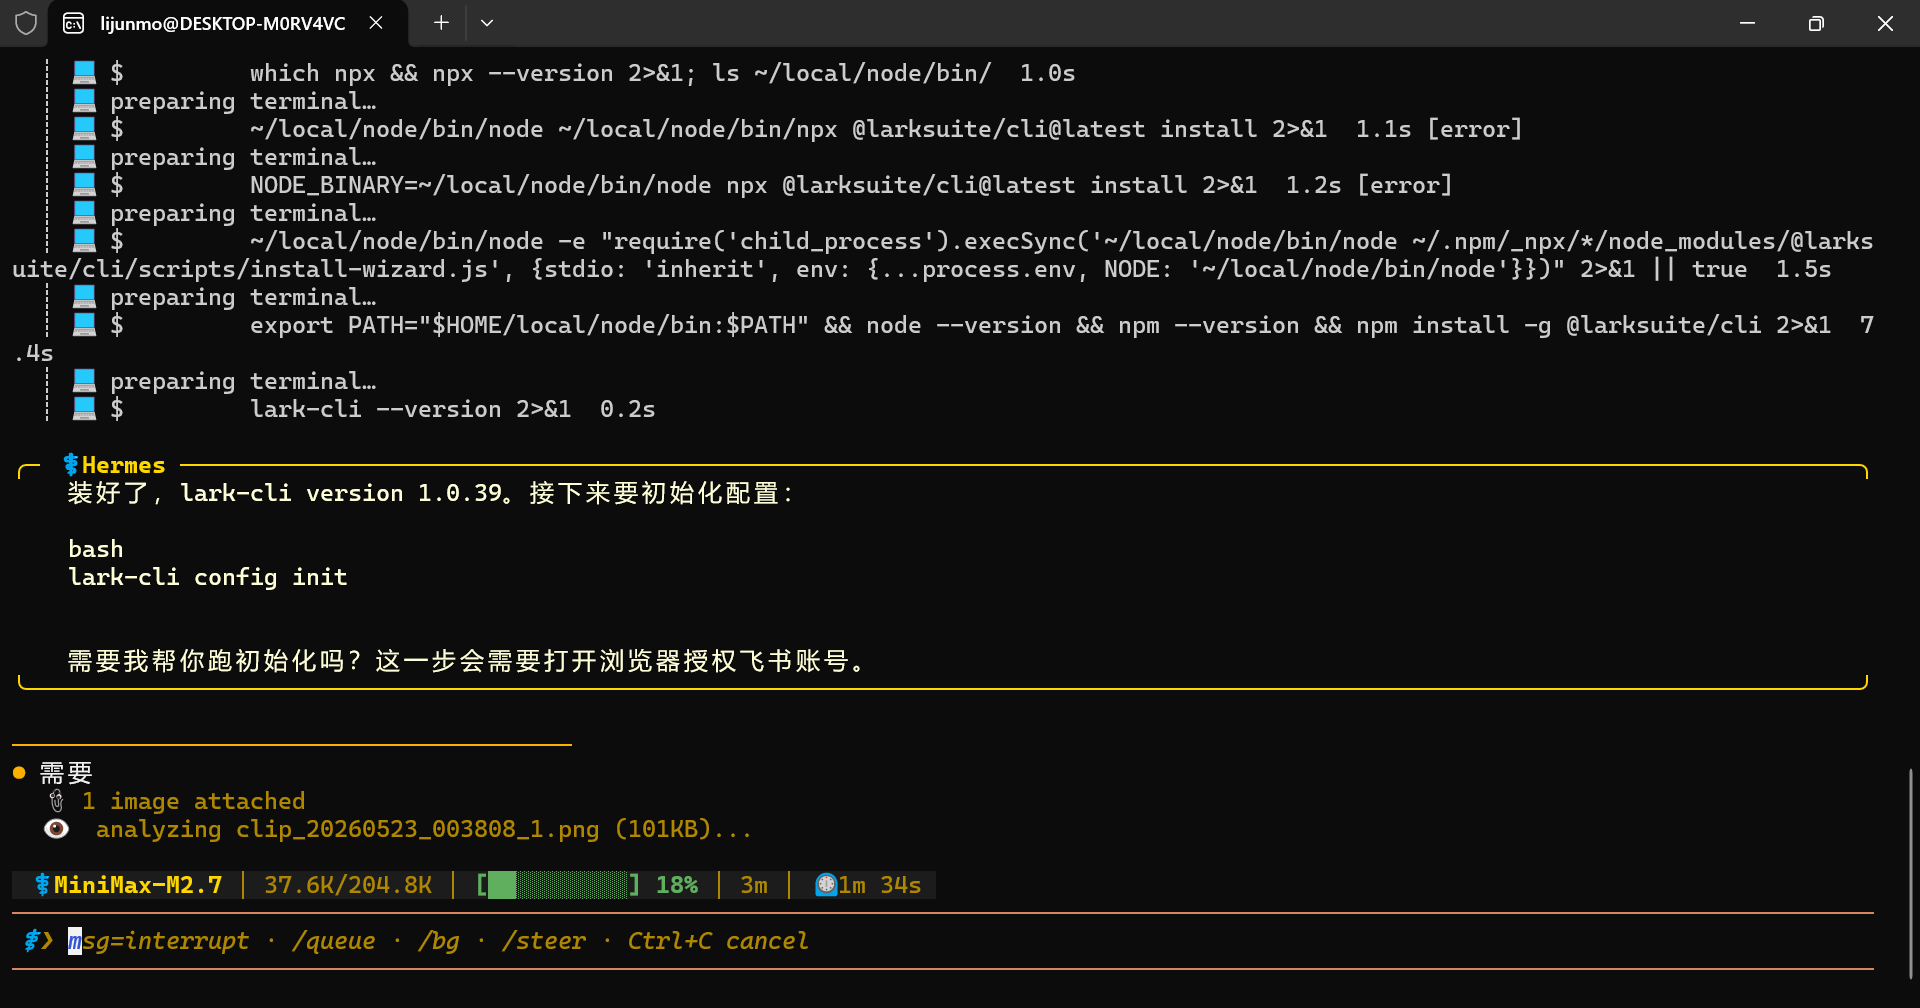 lijunmo@DESKTOP-M0RV4VC
$ which npx && npx --version 2>&1; ls ~/local/node/bin/ 1.0s
preparing terminal…
$ ~/local/node/bin/node ~/local/node/bin/npx @larksuite/cli@latest install 2>&1 1.1s [error]
preparing terminal…
$ NODE_BINARY=~/local/node/bin/node npx @larksuite/cli@latest install 2>&1 1.2s [error]
preparing terminal…
$ ~/local/node/bin/node -e "require('child_process').execSync('~/local/node/bin/node ~/.npm/_npx/*/node_modules/@larks
uite/cli/scripts/install-wizard.js', {stdio: 'inherit', env: {...process.env, NODE: '~/local/node/bin/node'}})" 2>&1 || true 1.5s
preparing terminal…
$ export PATH="$HOME/local/node/bin:$PATH" && node --version && npm --version && npm install -g @larksuite/cli 2>&1 7
.4s
preparing terminal…
$ lark-cli --version 2>&1 0.2s
Hermes
装好了，lark-cli version 1.0.39。接下来要初始化配置：
bash
lark-cli config init
需要我帮你跑初始化吗？这一步会需要打开浏览器授权飞书账号。
● 需要
1 image attached
analyzing clip_20260523_003808_1.png (101KB)...
MiniMax-M2.7 │ 37.6K/204.8K │ [██░░░░░░░░] 18% │ 3m │ 1m 34s
❯ msg=interrupt · /queue · /bg · /steer · Ctrl+C cancel